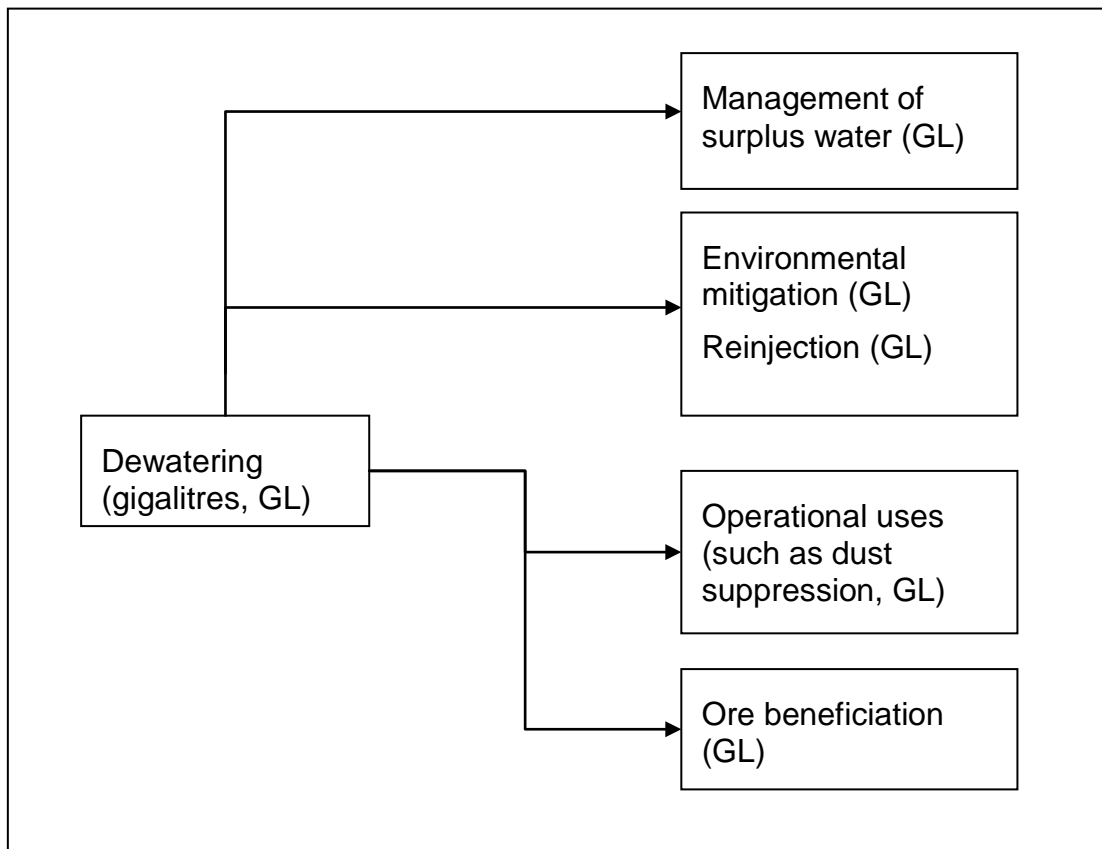 Management of
surplus water (GL)
Environmental
mitigation (GL)
Reinjection (GL)
Dewatering
(gigalitres, GL)
Operational uses
(such as dust
suppression, GL)
Ore beneficiation
(GL)